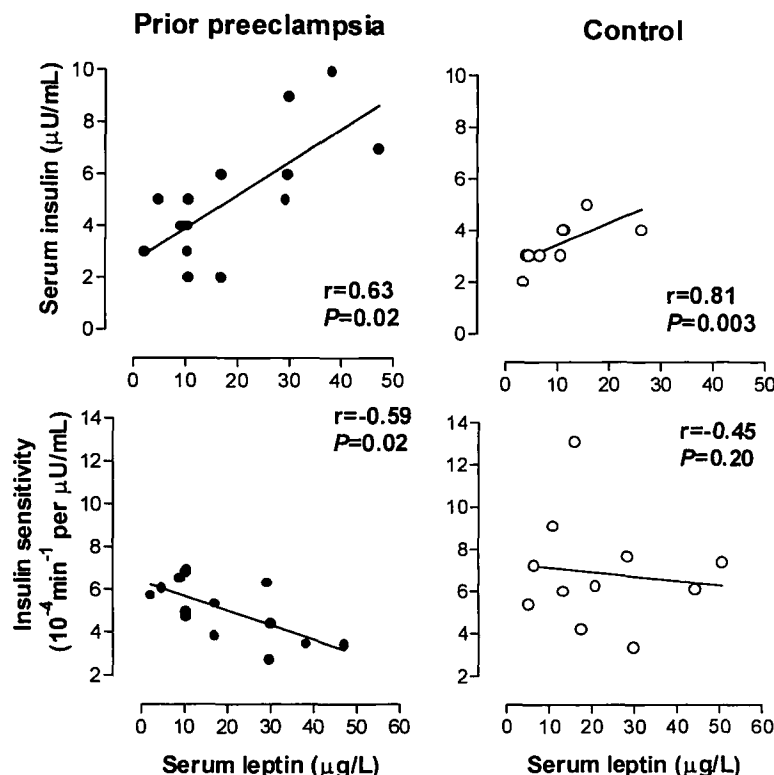 Prior preeclampsia
Control
Serum insulin (µU/mL)
10
8
6
4
2
0
r=0.63
P=0.02
0 10 20 30 40 50
10
8
6
4
2
0
r=0.81
P=0.003
0 10 20 30 40 50
Insulin sensitivity
(10⁻⁴min⁻¹ per µU/mL)
14
12
10
8
6
4
2
r=-0.59
P=0.02
0 10 20 30 40 50 60
Serum leptin (µg/L)
14
12
10
8
6
4
2
r=-0.45
P=0.20
0 10 20 30 40 50 60
Serum leptin (µg/L)